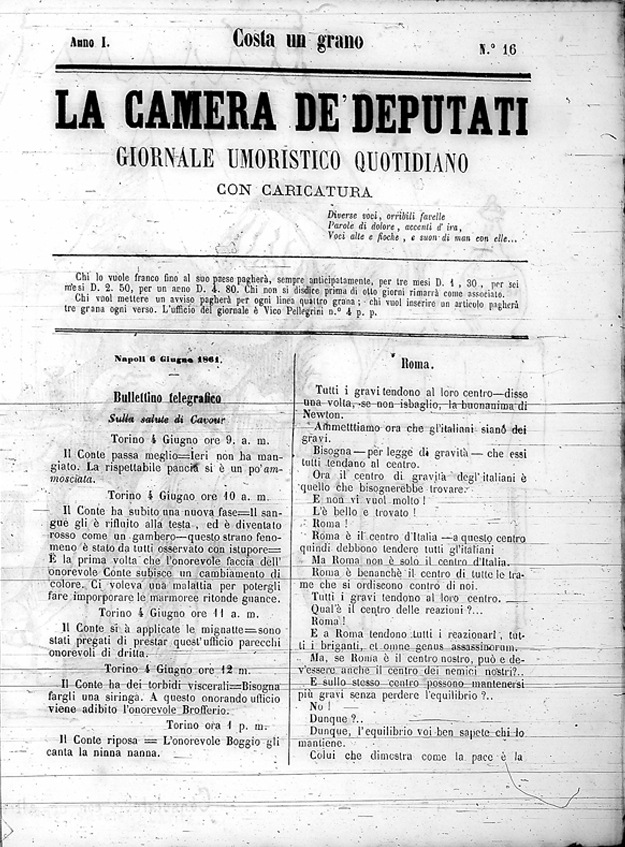 Anno I.
Costa un grano
N.° 16
LA CAMERA DE' DEPUTATI
GIORNALE UMORISTICO QUOTIDIANO
CON CARICATURA
Diverse voci, orribili favelle
Parole di dolore, accenti d' ira,
Voci alte e fioche, e suon di man con elle...
Chi lo vuole franco fino al suo paese pagherà, sempre anticipatamente, per tre mesi D. 1, 30, per sei
mesi D. 2. 50, per un anno D. 4. 80. Chi non si disdice prima di otto giorni rimarrà come associato.
Chi vuol mettere un avviso pagherà per ogni linea quattro grana; chi vuol inserire un articolo pagherà
tre grana ogni verso. L'ufficio del giornale è Vico Pellegrini n.° 4 p. p.
Napoli 6 Giugno 1861.
Bullettino telegrafico
Sulla salute di Cavour
Torino 4 Giugno ore 9. a. m.
Il Conte passa meglio=Ieri non ha man-
giato. La rispettabile pancia si è un po'am-
mosciata.
Torino 4 Giugno ore 10 a. m.
Il Conte ha subito una nuova fase=Il san-
gue gli è rifluito alla testa, ed è diventato
rosso come un gambero—questo strano feno-
meno è stato da tutti osservato con istupore=
È la prima volta che l'onorevole faccia dell'
onorevole Conte subisce un cambiamento di
colore. Ci voleva una malattia per potergli
fare imporporare le marmoree ritonde guance.
Torino 4 Giugno ore 11 a. m.
Il Conte si à applicate le mignatte=sono
stati pregati di prestar quest'ufficio parecchi
onorevoli di dritta.
Torino 4 Giugno ore 12 m.
Il Conte ha dei torbidi viscerali=Bisogna
fargli una siringa. A questo onorando ufficio
viene adibito l'onorevole Brofferio.
Torino ora 1 p. m.
Il Conte riposa = L'onorevole Boggio gli
canta la ninna nanna.
Roma.
Tutti i gravi tendono al loro centro—disse
una volta, se non isbaglio, la buonanima di
Newton.
Ammetttiamo ora che gl'italiani siano dei
gravi.
Bisogna—per legge di gravità— che essi
tutti tendano al centro.
Ora il centro di gravità degl'italiani è
quello che bisognerebbe trovare.
E non vi vuol molto!
L'è bello e trovato!
Roma!
Roma è il centro d'Italia—a questo centro
quindi debbono tendere tutti gl'italiani
Ma Roma non è solo il centro d'Italia.
Roma è benanchè il centro di tutte le tra-
me che si ordiscono contro di noi.
Tutti i gravi tendono al loro centro.
Qual'è il centro delle reazioni?...
Roma!
E a Roma tendono tutti i reazionarî, tut-
ti i briganti, et omne genus assassinorum.
Ma, se Roma è il centro nostro, può e de-
v'essere anche il centro dei nemici nostri?..
E sullo stesso centro possono mantenersi
più gravi senza perdere l'equilibrio?..
No!
Dunque?..
Dunque, l'equilibrio voi ben sapete chi lo
mantiene.
Colui che dimostra come la pace è la